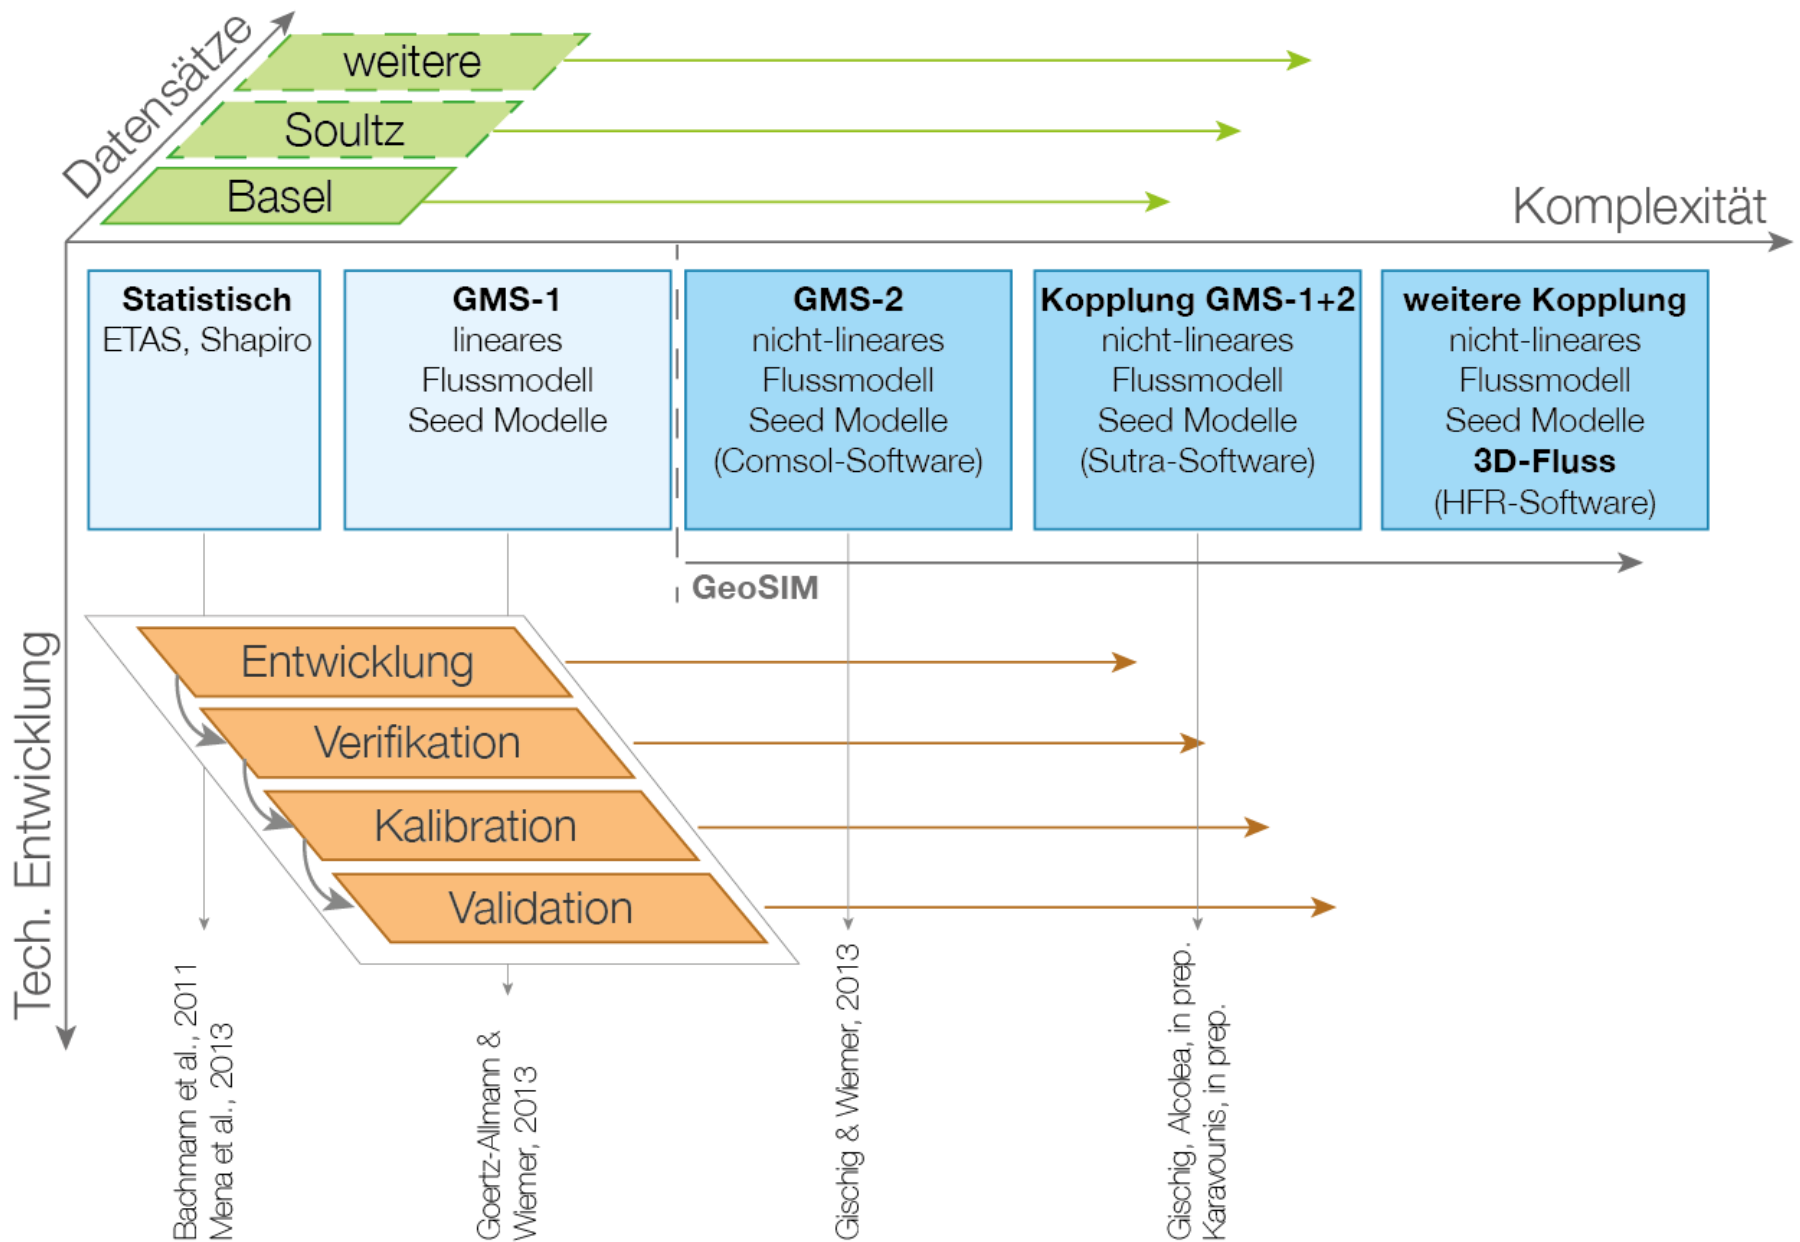 Datensätze
weitere
Soultz
Basel
Komplexität
Statistisch
ETAS, Shapiro
GMS-1
lineares
Flussmodell
Seed Modelle
GMS-2
nicht-lineares
Flussmodell
Seed Modelle
(Comsol-Software)
Kopplung GMS-1+2
nicht-lineares
Flussmodell
Seed Modelle
(Sutra-Software)
weitere Kopplung
nicht-lineares
Flussmodell
Seed Modelle
3D-Fluss
(HFR-Software)
GeoSIM
Tech. Entwicklung
Entwicklung
Verifikation
Kalibration
Validation
Bachmann et al., 2011
Mena et al., 2013
Goertz-Allmann &
Wiemer, 2013
Gischig & Wiemer, 2013
Gischig, Alcolea, in prep.
Karavounis, in prep.